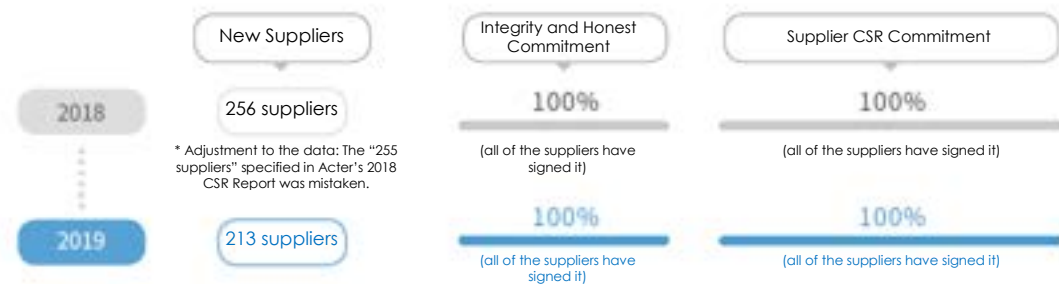 New Suppliers
Integrity and Honest
Commitment
Supplier CSR Commitment
2018
256 suppliers
100%
100%
* Adjustment to the data: The “255
suppliers” specified in Acter’s 2018
CSR Report was mistaken.
(all of the suppliers have
signed it)
(all of the suppliers have signed it)
2019
213 suppliers
100%
100%
(all of the suppliers have
signed it)
(all of the suppliers have signed it)